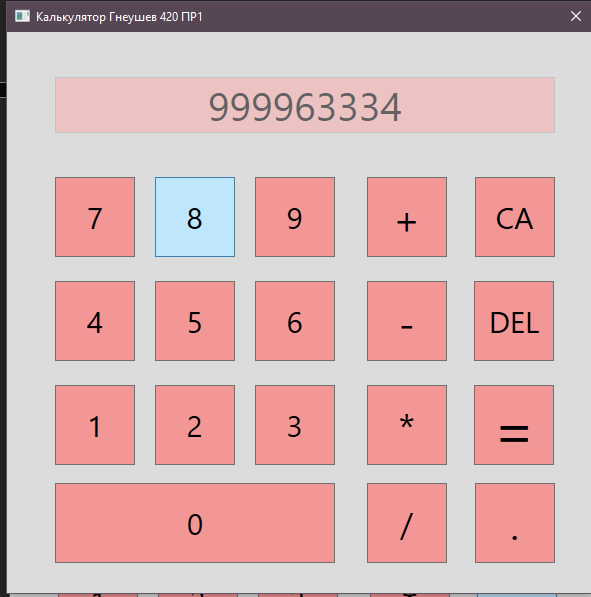 Калькулятор Гнеушев 420 ПР1
999963334
7 8 9 + CA
4 5 6 - DEL
1 2 3 * =
0 / .